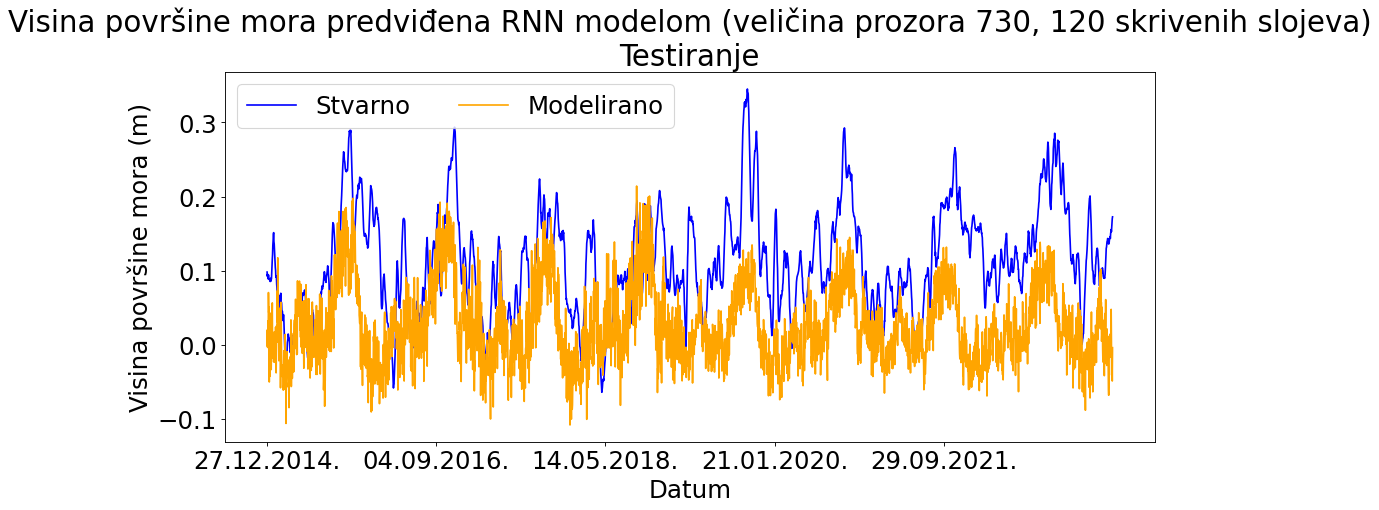 Visina površine mora predviđena RNN modelom (veličina prozora 730, 120 skrivenih slojeva)
Testiranje
Stvarno Modelirano
Visina površine mora (m)
0.3
0.2
0.1
0.0
−0.1
27.12.2014. 04.09.2016. 14.05.2018. 21.01.2020. 29.09.2021.
Datum